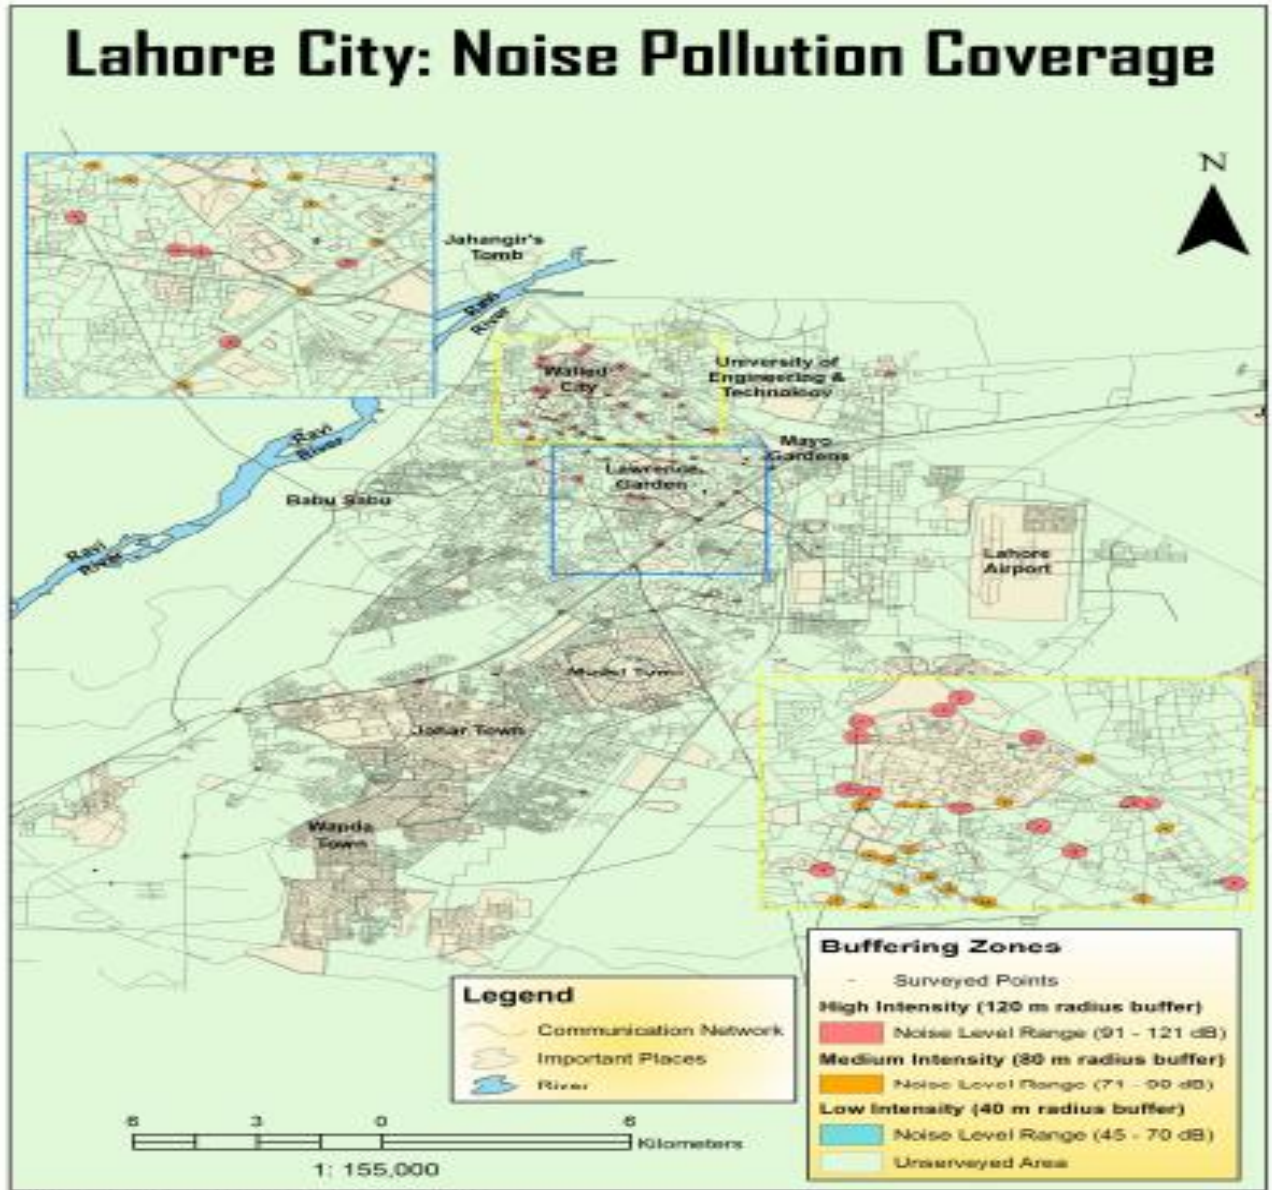 Lahore City: Noise Pollution Coverage
N
Jahangir's
Tomb
Ravi
River
Walled
City
University of
Engineering &
Technology
Mayo
Gardens
Ravi
River
Lawrence
Garden
Babu Sabu
Ravi
River
Lahore
Airport
Model Town
Johar Town
Wapda
Town
Buffering Zones
Surveyed Points
High Intensity (120 m radius buffer)
Noise Level Range (91 - 121 dB)
Medium Intensity (80 m radius buffer)
Noise Level Range (71 - 90 dB)
Low Intensity (40 m radius buffer)
Noise Level Range (45 - 70 dB)
Unserveyed Area
Legend
Communication Network
Important Places
River
6 3 0 6
Kilometers
1: 155,000